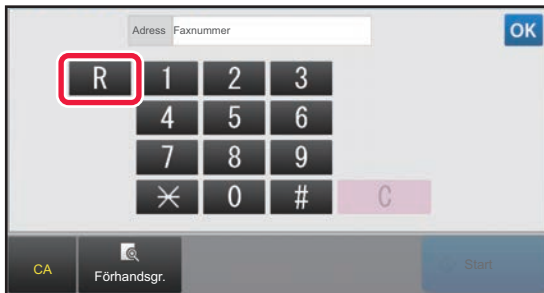 Adress Faxnummer OK
R 1 2 3
4 5 6
7 8 9
* 0 # C
CA Förhandsgr. Start